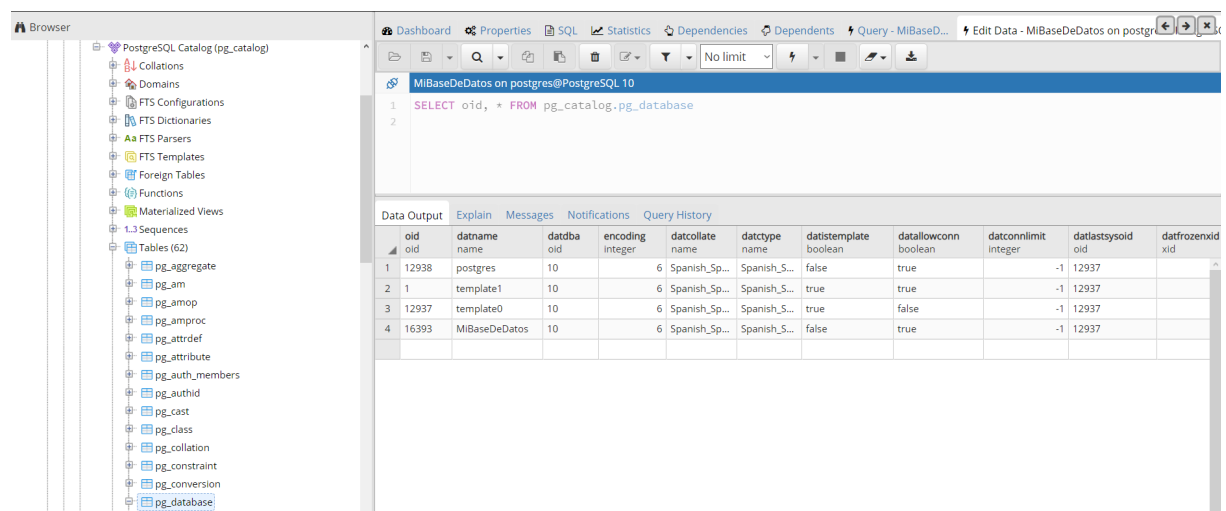 Browser
PostgreSQL Catalog (pg_catalog)
Collations
Domains
FTS Configurations
FTS Dictionaries
Aa FTS Parsers
FTS Templates
Foreign Tables
Functions
Materialized Views
1..3 Sequences
Tables (62)
pg_aggregate
pg_am
pg_amop
pg_amproc
pg_attrdef
pg_attribute
pg_auth_members
pg_authid
pg_cast
pg_class
pg_collation
pg_constraint
pg_conversion
pg_database
Dashboard Properties SQL Statistics Dependencies Dependents Query - MiBaseD... Edit Data - MiBaseDeDatos on postgre
No limit
MiBaseDeDatos on postgres@PostgreSQL 10
1 SELECT oid, * FROM pg_catalog.pg_database
2
Data Output Explain Messages Notifications Query History
oid datname datdba encoding datcollate datctype datistemplate datallowconn datconnlimit datlastsysoid datfrozenxid
oid name oid integer name name boolean boolean integer oid xid
1 12938 postgres 10 6 Spanish_Sp... Spanish_S... false true -1 12937
2 1 template1 10 6 Spanish_Sp... Spanish_S... true true -1 12937
3 12937 template0 10 6 Spanish_Sp... Spanish_S... true false -1 12937
4 16393 MiBaseDeDatos 10 6 Spanish_Sp... Spanish_S... false true -1 12937